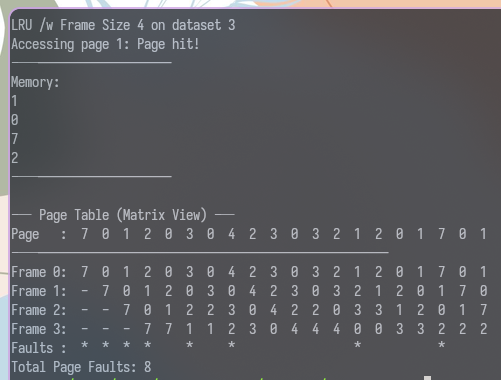 LRU /w Frame Size 4 on dataset 3
Accessing page 1: Page hit!
Memory:
1
0
7
2
── Page Table (Matrix View) ──
Page   :  7  0  1  2  0  3  0  4  2  3  0  3  2  1  2  0  1  7  0  1
Frame 0:  7  0  1  2  0  3  0  4  2  3  0  3  2  1  2  0  1  7  0  1
Frame 1:  -  7  0  1  2  0  3  0  4  2  3  0  3  2  1  2  0  1  7  0
Frame 2:  -  -  7  0  1  2  2  3  0  4  2  2  0  3  3  1  2  0  1  7
Frame 3:  -  -  -  7  7  1  1  2  3  0  4  4  4  0  0  3  3  2  2  2
Faults :  *  *  *  *     *     *                 *           *
Total Page Faults: 8